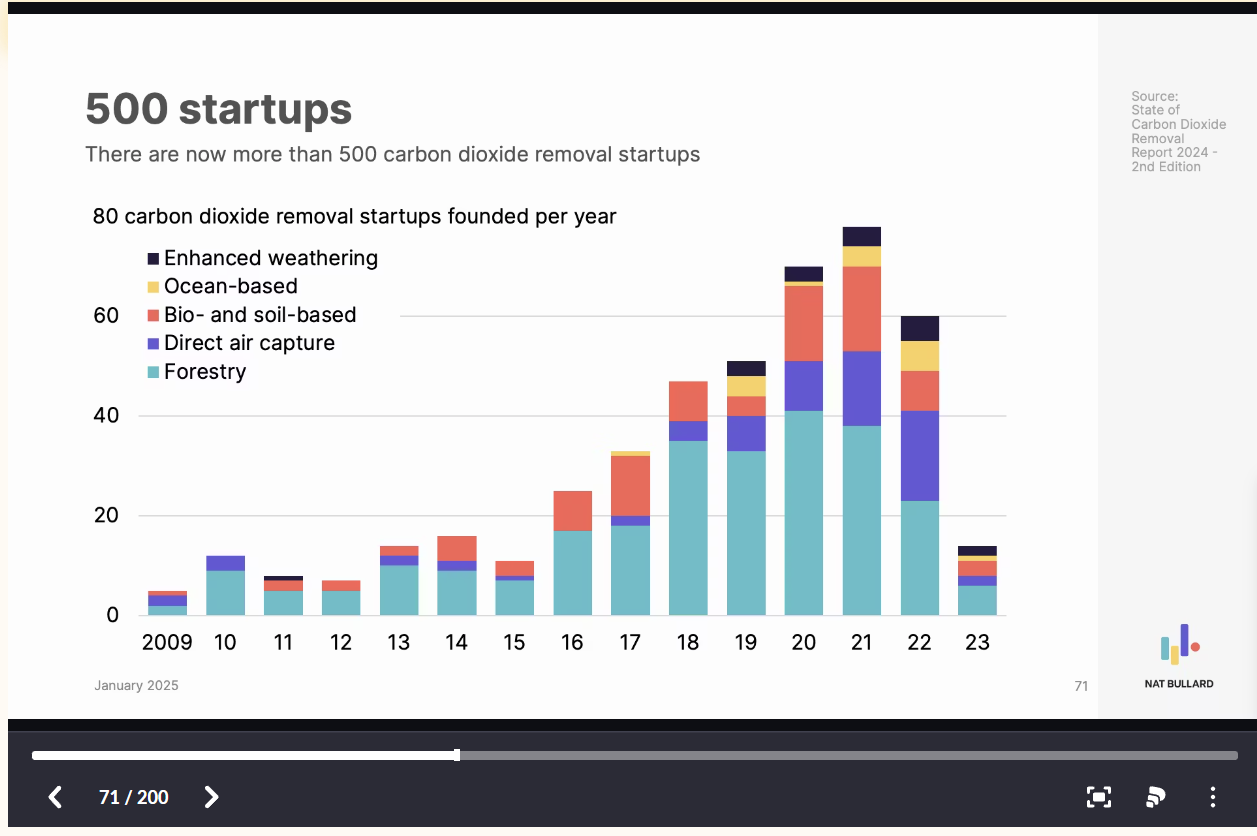 500 startups
There are now more than 500 carbon dioxide removal startups
Source:
State of
Carbon Dioxide
Removal
Report 2024 -
2nd Edition
80 carbon dioxide removal startups founded per year
Enhanced weathering
Ocean-based
60
Bio- and soil-based
Direct air capture
Forestry
40
20
0
2009 10 11 12 13 14 15 16 17 18 19 20 21 22 23
January 2025
71
NAT BULLARD
71 / 200